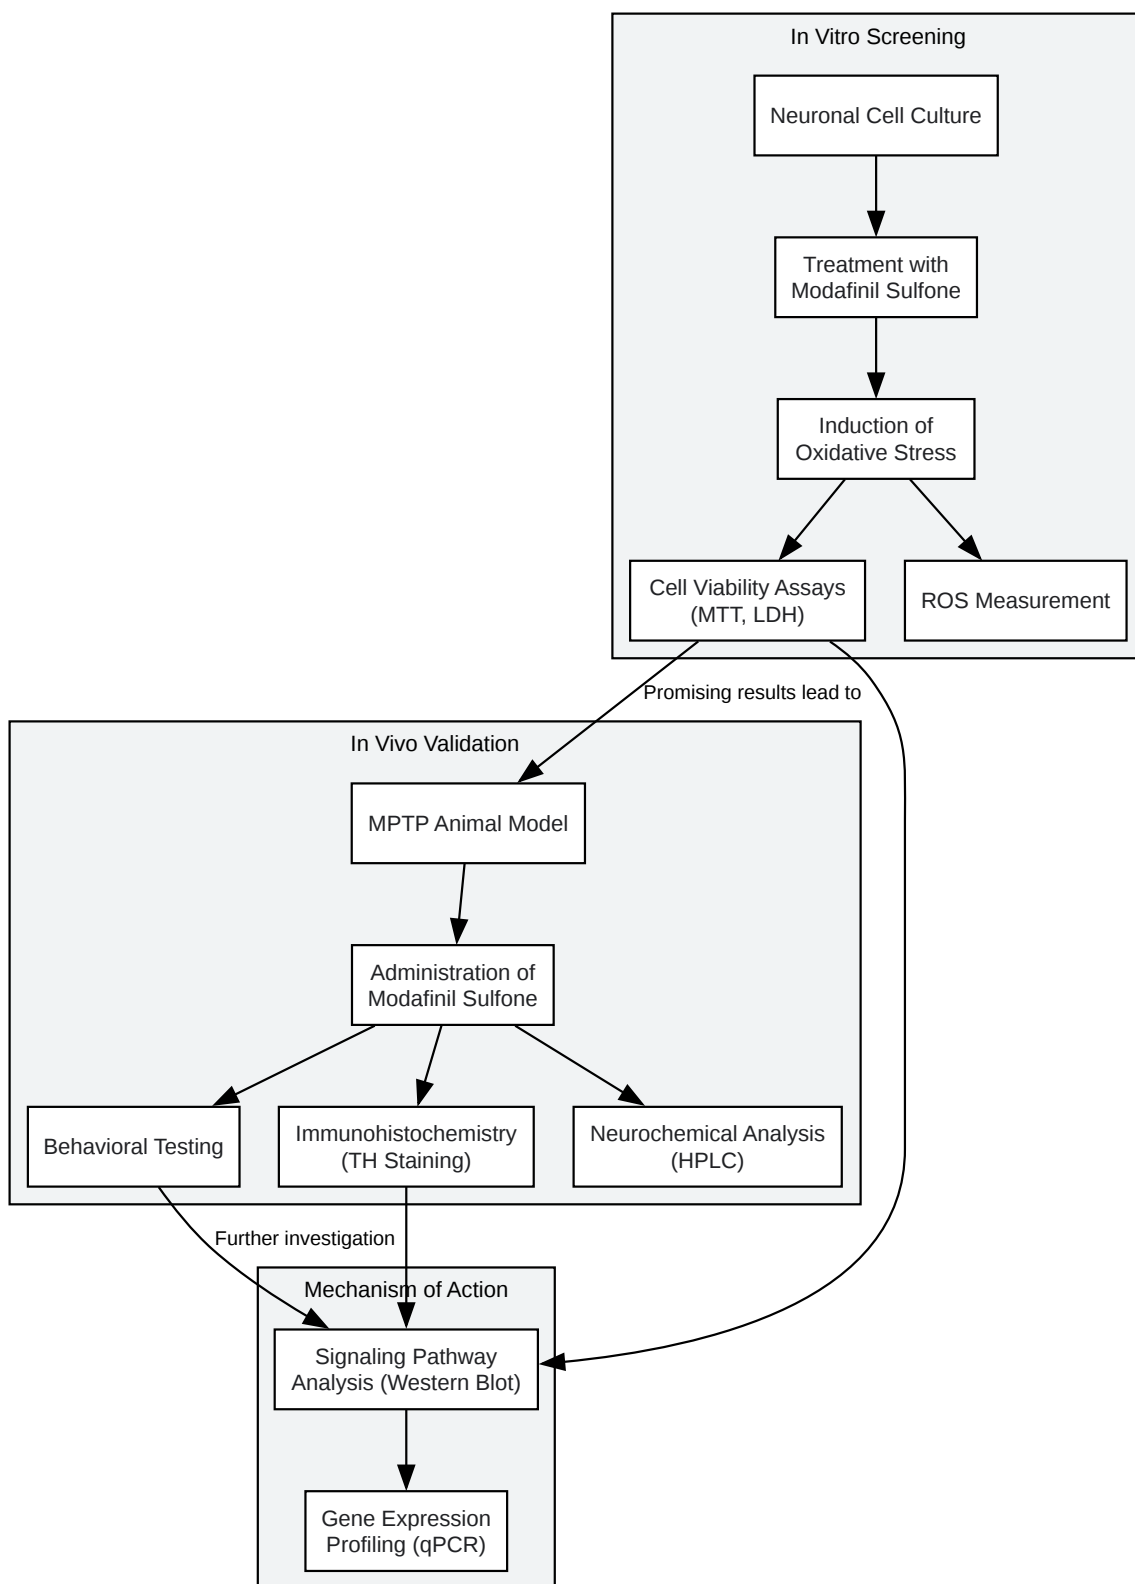 In Vitro Screening
Neuronal Cell Culture
Treatment with
Modafinil Sulfone
Induction of
Oxidative Stress
Cell Viability Assays
(MTT, LDH)
ROS Measurement
Promising results lead to
In Vivo Validation
MPTP Animal Model
Administration of
Modafinil Sulfone
Behavioral Testing
Immunohistochemistry
(TH Staining)
Neurochemical Analysis
(HPLC)
Further investigation
Mechanism of Action
Signaling Pathway
Analysis (Western Blot)
Gene Expression
Profiling (qPCR)